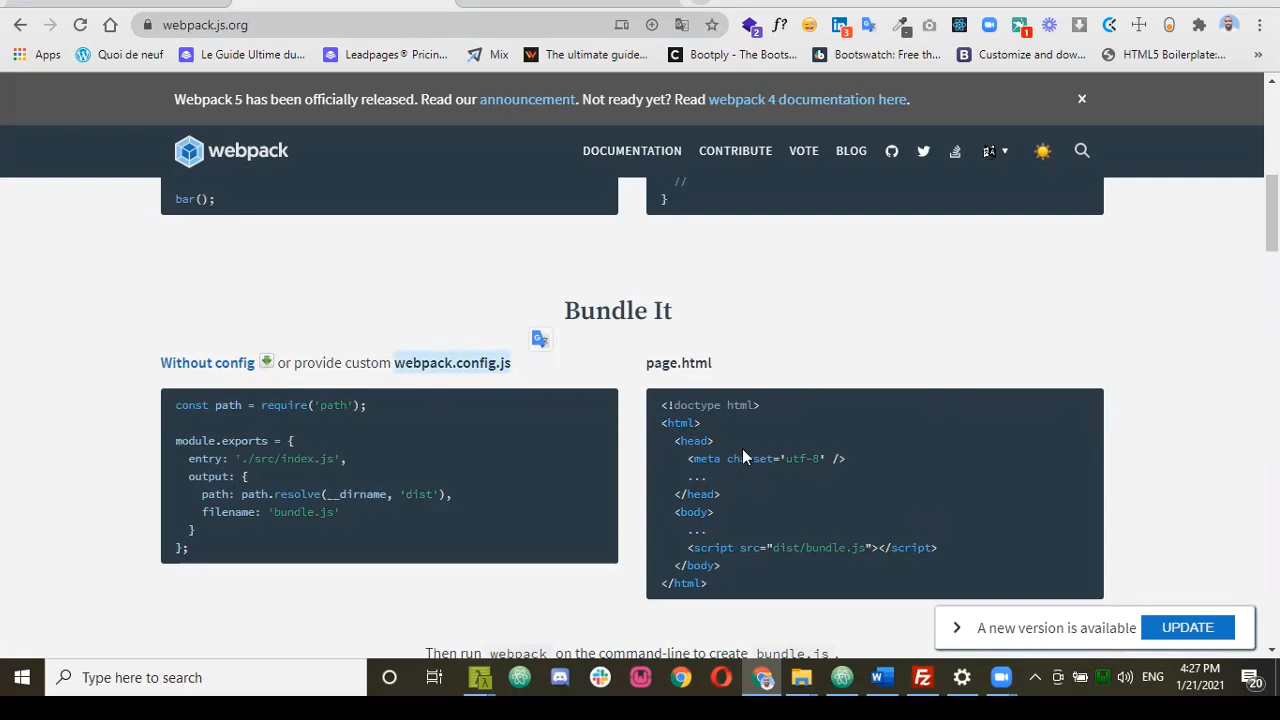 webpack.js.org
2
f?
3
1
Apps
Quoi de neuf
Le Guide Ultime du...
Leadpages® Pricin...
Mix
The ultimate guide...
Bootply — The Boots...
Bootswatch: Free th...
Customize and dow...
HTML5 Boilerplate:...
»
Webpack 5 has been officially released. Read our announcement. Not ready yet? Read webpack 4 documentation here.
webpack
DOCUMENTATION
CONTRIBUTE
VOTE
BLOG
bar();
//
}
Bundle It
Without config or provide custom webpack.config.js
const path = require('path');
module.exports = {
entry: './src/index.js',
output: {
path: path.resolve(__dirname, 'dist'),
filename: 'bundle.js'
}
};
page.html
<!doctype html>
<html>
<head>
<meta charset='utf-8' />
...
</head>
<body>
...
<script src="dist/bundle.js"></script>
</body>
</html>
A new version is available
UPDATE
Then run webpack on the command-line to create bundle.js.
Type here to search
ENG
4:27 PM
1/21/2021
20